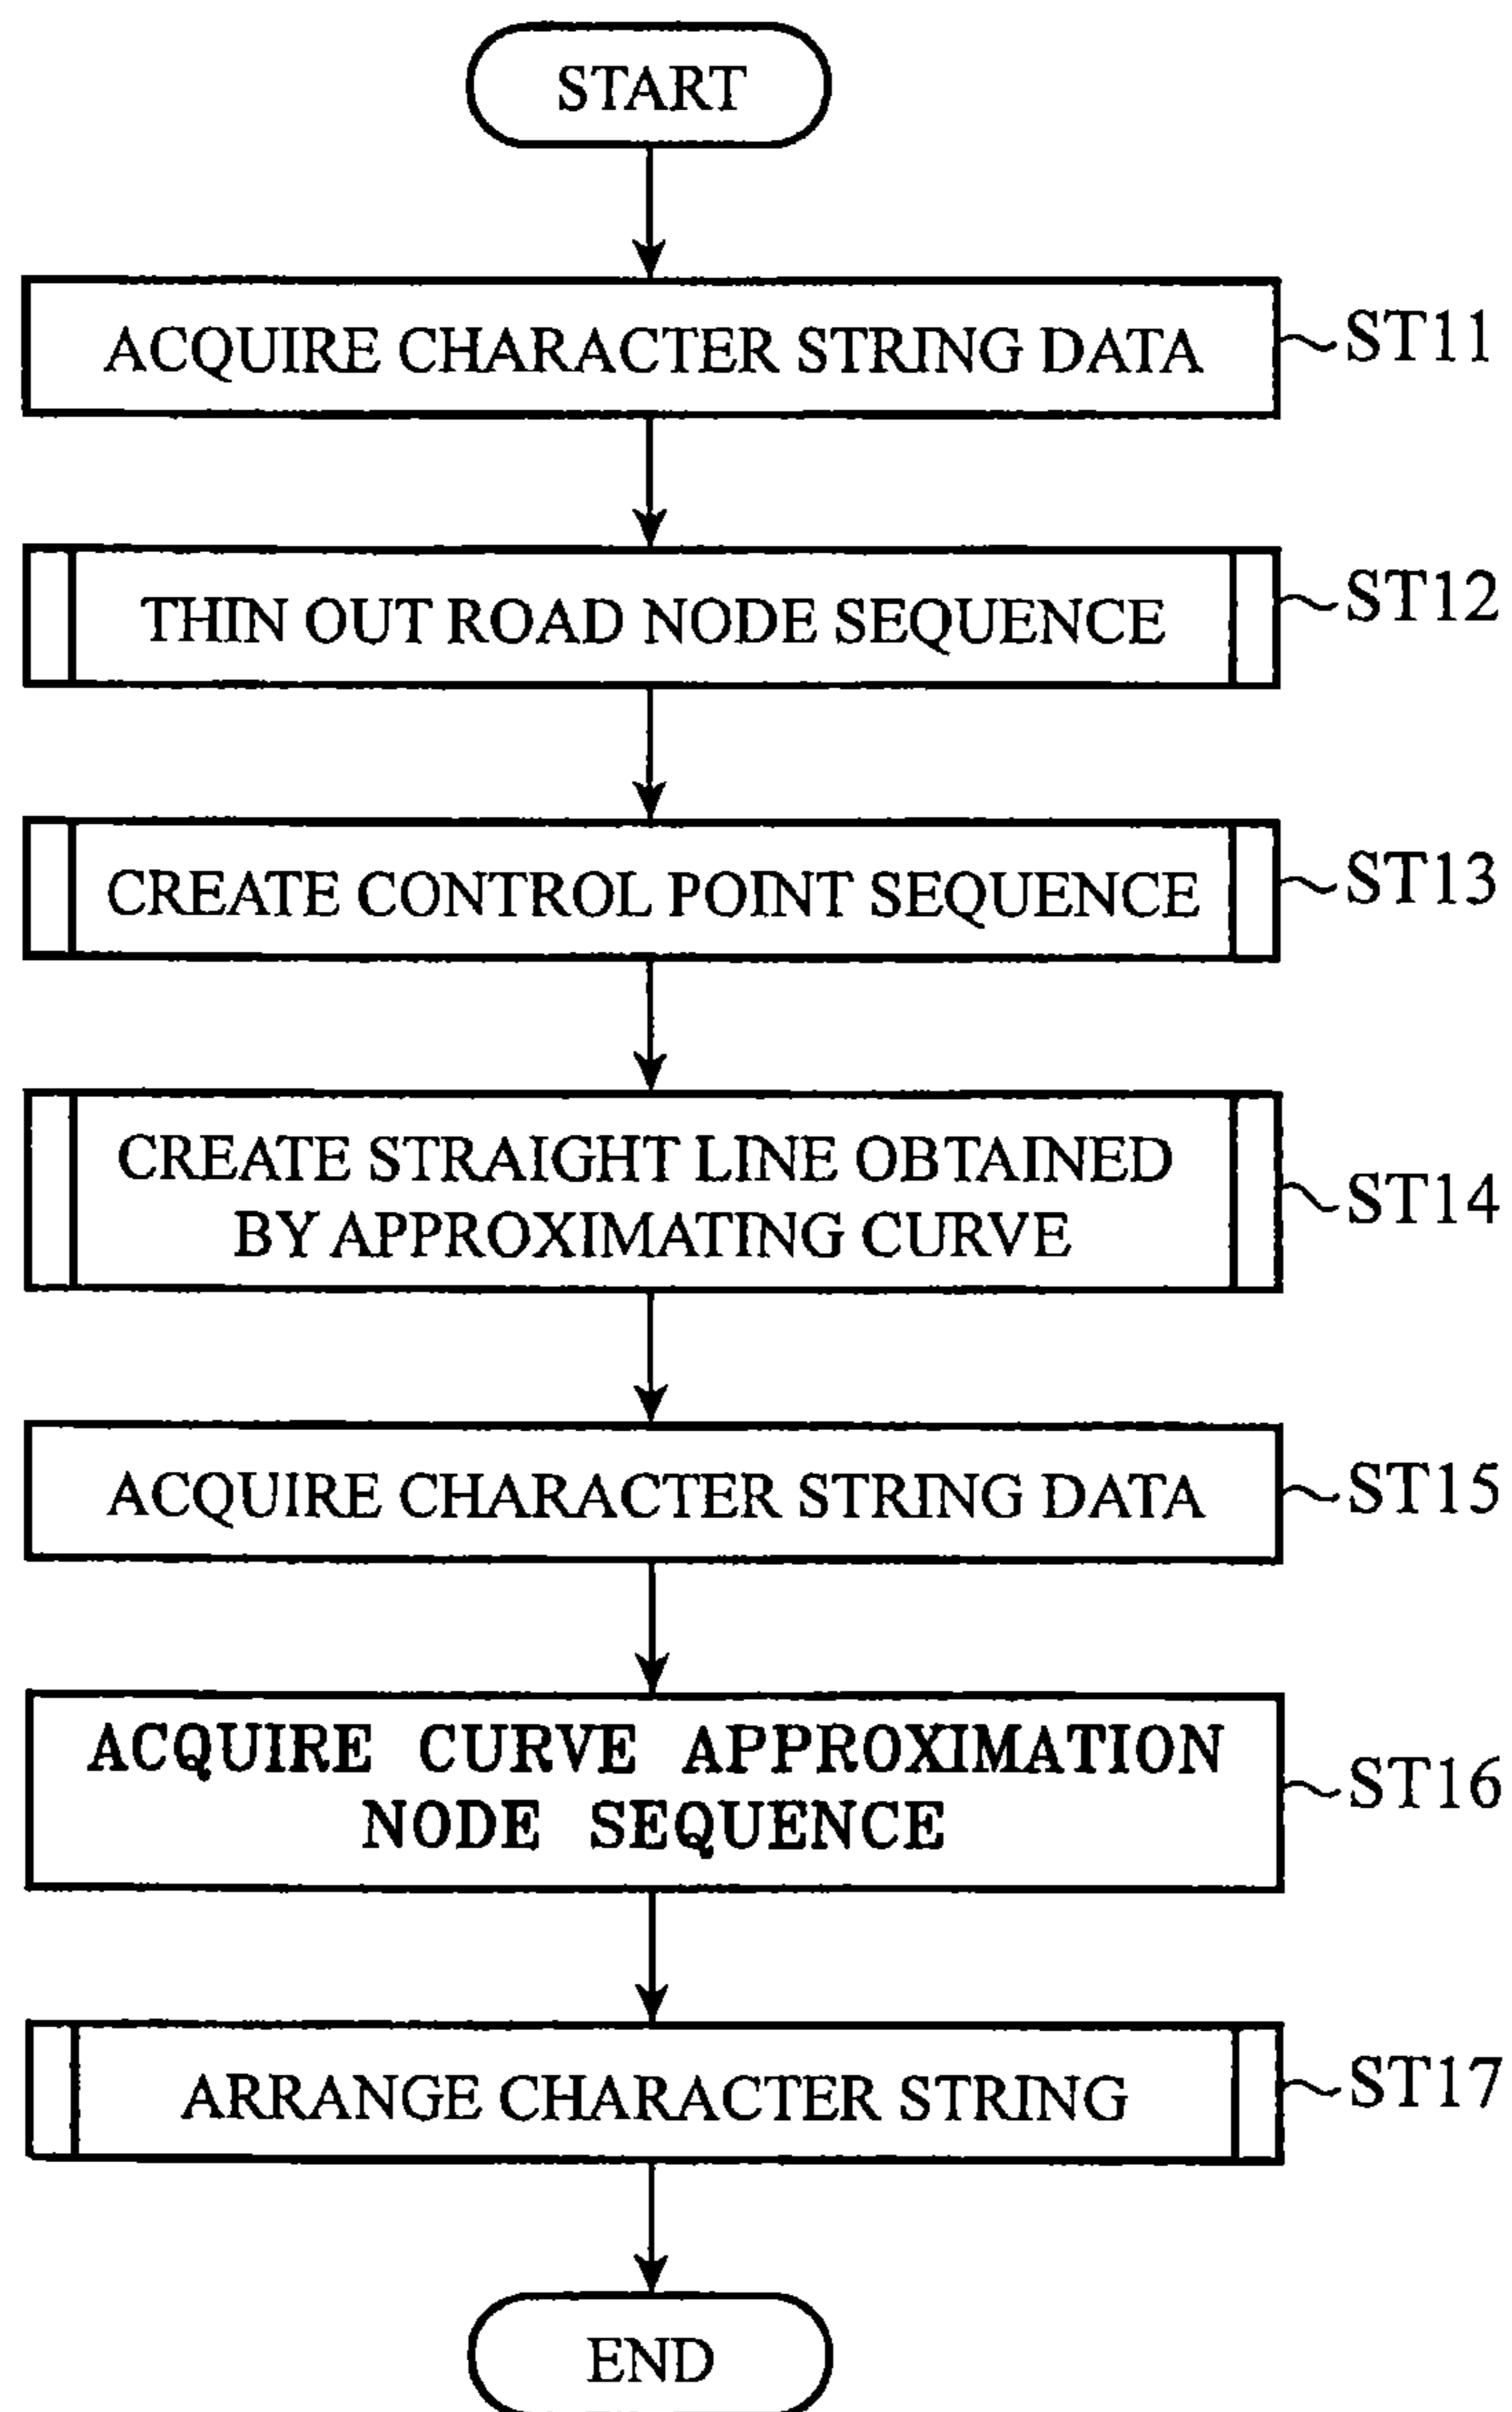 START
ACQUIRE CHARACTER STRING DATA
ST11
THIN OUT ROAD NODE SEQUENCE
ST12
CREATE CONTROL POINT SEQUENCE
ST13
CREATE STRAIGHT LINE OBTAINED
BY APPROXIMATING CURVE
ST14
ACQUIRE CHARACTER STRING DATA
ST15
ACQUIRE CURVE APPROXIMATION
NODE SEQUENCE
ST16
ARRANGE CHARACTER STRING
ST17
END